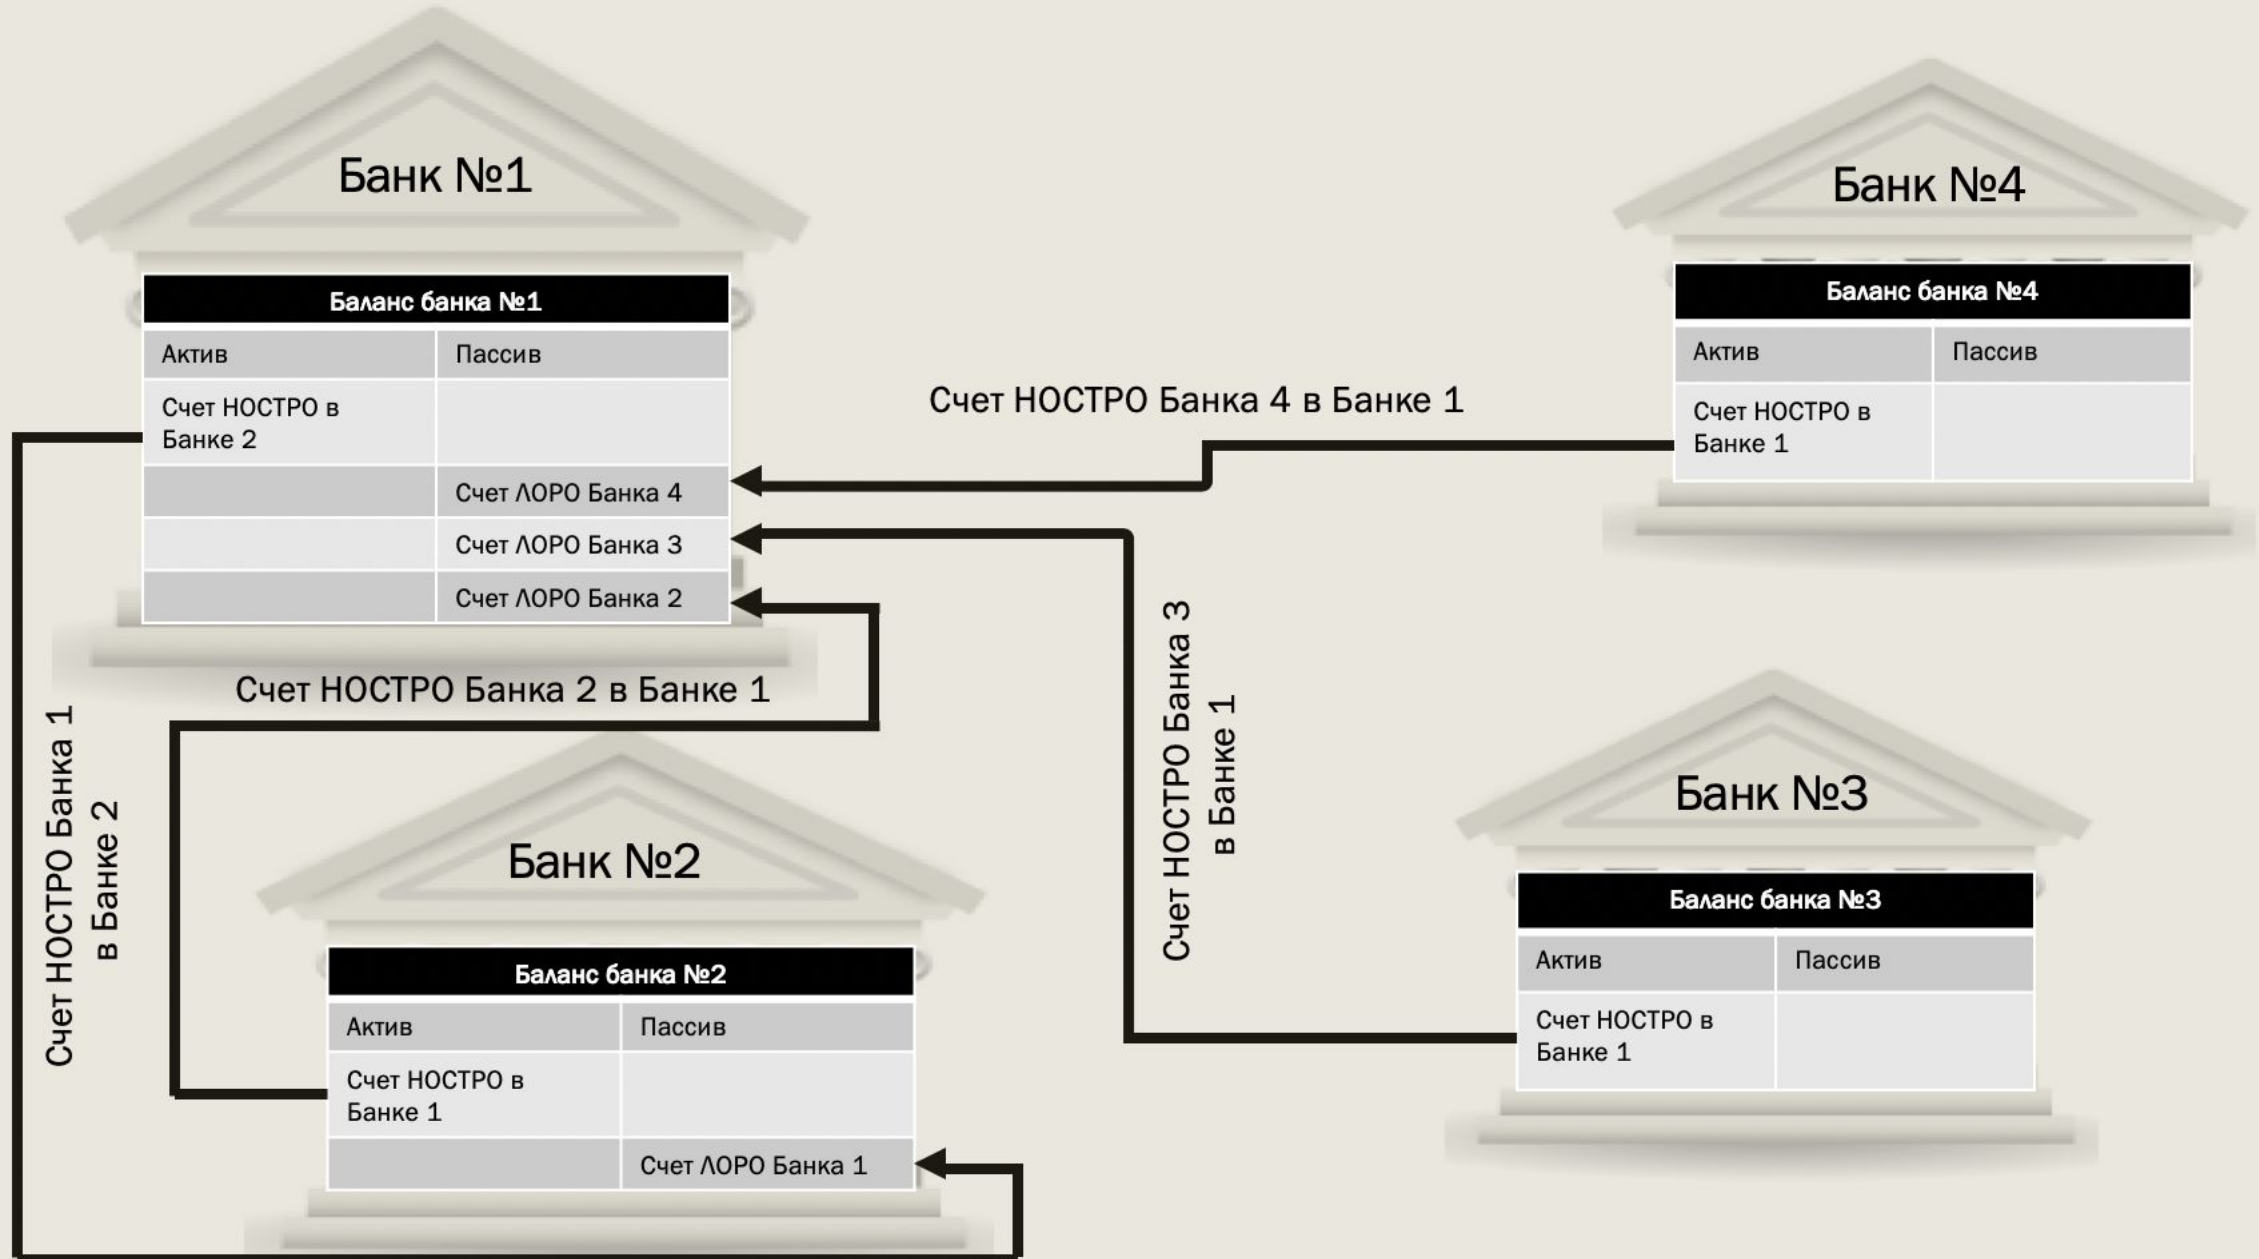 Банк №1
Баланс банка №1
Актив Пассив
Счет НОСТРО в
Банке 2
Счет ЛОРО Банка 4
Счет ЛОРО Банка 3
Счет ЛОРО Банка 2
Банк №4
Баланс банка №4
Актив Пассив
Счет НОСТРО в
Банке 1
Счет НОСТРО Банка 4 в Банке 1
Счет НОСТРО Банка 2 в Банке 1
Счет НОСТРО Банка 1
в Банке 2
Счет НОСТРО Банка 3
в Банке 1
Банк №2
Баланс банка №2
Актив Пассив
Счет НОСТРО в
Банке 1
Счет ЛОРО Банка 1
Банк №3
Баланс банка №3
Актив Пассив
Счет НОСТРО в
Банке 1